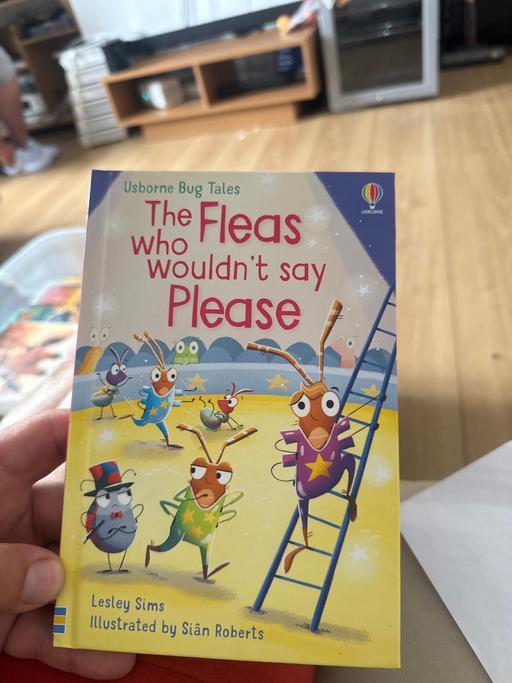 Usborne Bug Tales
USBORNE
The Fleas
who
wouldn't say
Please
Lesley Sims
Illustrated by Siân Roberts